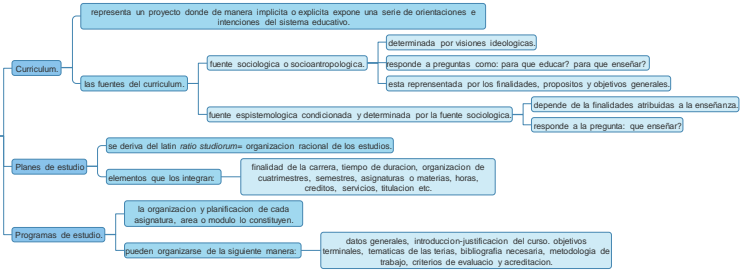 representa un proyecto donde de manera implicita o explicita expone una serie de orientaciones e
intenciones del sistema educativo.
Curriculum.
las fuentes del curriculum.
fuente sociologica o socioantropologica.
determinada por visiones ideologicas.
responde a preguntas como: para que educar? para que enseñar?
esta reprensentada por los finalidades, propositos y objetivos generales.
fuente espistemologica condicionada y determinada por la fuente sociologica.
depende de la finalidades atribuidas a la enseñanza.
responde a la pregunta: que enseñar?
Planes de estudio
se deriva del latin ratio studiorum= organizacion racional de los estudios.
elementos que los integran:
finalidad de la carrera, tiempo de duracion, organizacion de
cuatrimestres, semestres, asignaturas o materias, horas,
creditos, servicios, titulacion etc.
Programas de estudio.
la organizacion y planificacion de cada
asignatura, area o modulo lo constituyen.
pueden organizarse de la siguiente manera:
datos generales, introduccion-justificacion del curso. objetivos
terminales, tematicas de las terias, bibliografia necesaria, metodologia de
trabajo, criterios de evaluacio y acreditacion.